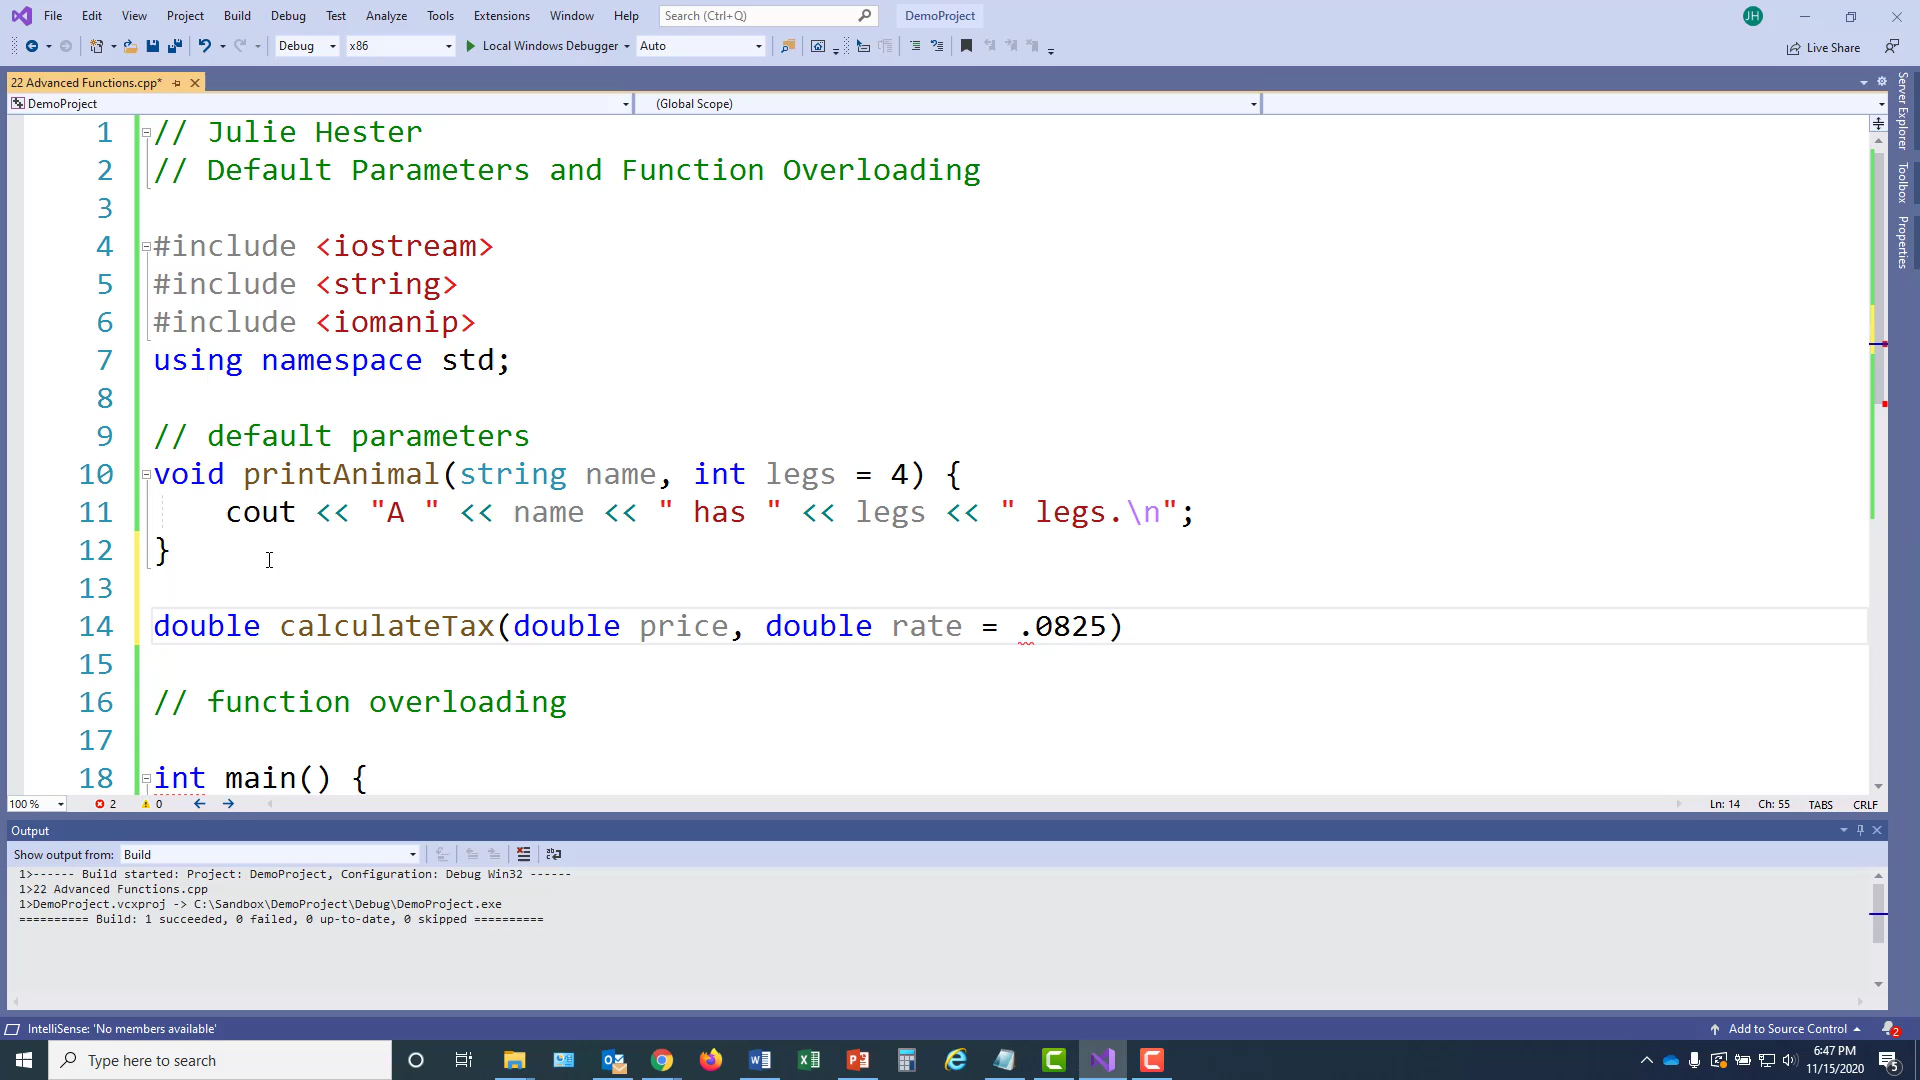 File Edit View Project Build Debug Test Analyze Tools Extensions Window Help Search (Ctrl+Q) DemoProject JH
Debug x86 Local Windows Debugger Auto Live Share
22 Advanced Functions.cpp*
DemoProject (Global Scope)
1 // Julie Hester
2 // Default Parameters and Function Overloading
3
4 #include <iostream>
5 #include <string>
6 #include <iomanip>
7 using namespace std;
8
9 // default parameters
10 void printAnimal(string name, int legs = 4) {
11 cout << "A " << name << " has " << legs << " legs.\n";
12 }
13
14 double calculateTax(double price, double rate = .0825)
15
16 // function overloading
17
18 int main() {
Server Explorer
Toolbox
Properties
100 % 2 0 Ln: 14 Ch: 55 TABS CRLF
Output
Show output from: Build
1>------ Build started: Project: DemoProject, Configuration: Debug Win32 ------
1>22 Advanced Functions.cpp
1>DemoProject.vcxproj -> C:\Sandbox\DemoProject\Debug\DemoProject.exe
========== Build: 1 succeeded, 0 failed, 0 up-to-date, 0 skipped ==========
IntelliSense: 'No members available' Add to Source Control 2
Type here to search
6:47 PM
11/15/2020
5